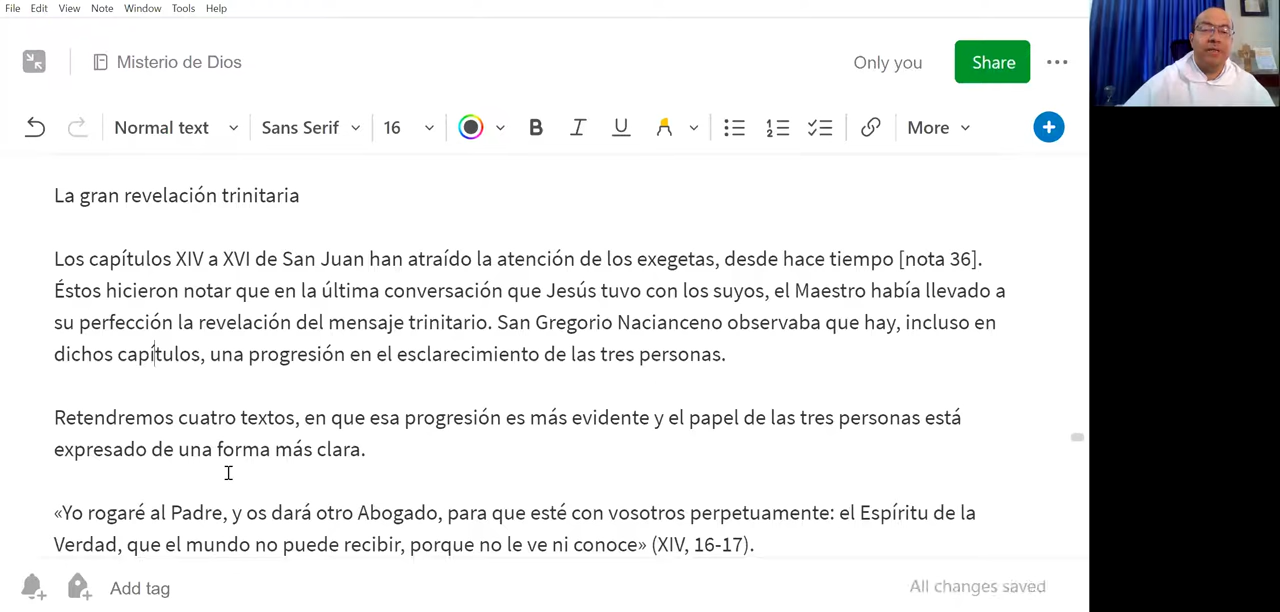 File Edit View Note Window Tools Help
Misterio de Dios
Only you
Share
Normal text
Sans Serif
16
B I U
More
La gran revelación trinitaria
Los capítulos XIV a XVI de San Juan han atraído la atención de los exegetas, desde hace tiempo [nota 36].
Éstos hicieron notar que en la última conversación que Jesús tuvo con los suyos, el Maestro había llevado a
su perfección la revelación del mensaje trinitario. San Gregorio Nacianceno observaba que hay, incluso en
dichos capítulos, una progresión en el esclarecimiento de las tres personas.
Retendremos cuatro textos, en que esa progresión es más evidente y el papel de las tres personas está
expresado de una forma más clara.
«Yo rogaré al Padre, y os dará otro Abogado, para que esté con vosotros perpetuamente: el Espíritu de la
Verdad, que el mundo no puede recibir, porque no le ve ni conoce» (XIV, 16-17).
Add tag
All changes saved